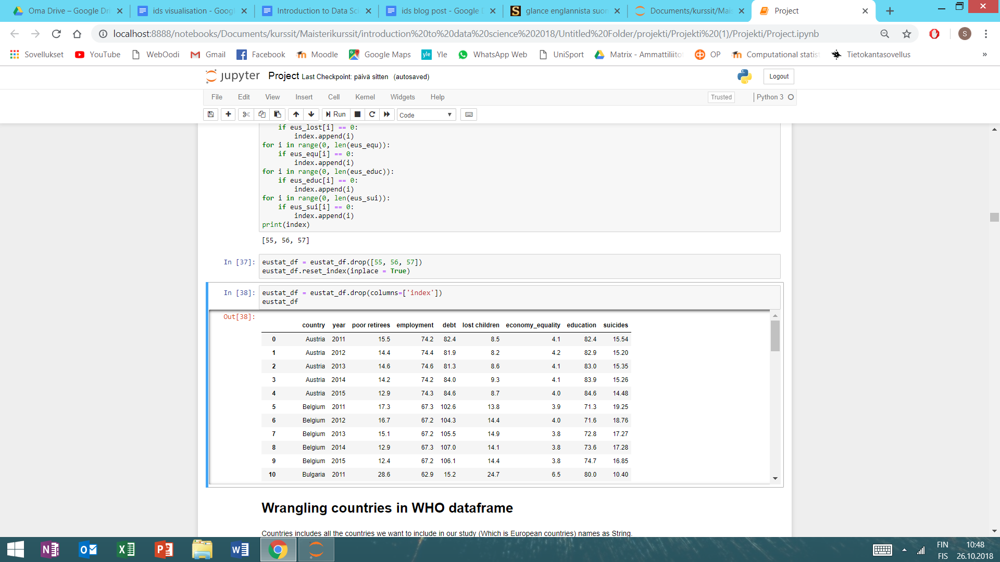 Oma Drive – Google Dri
ids visualisation - Googl
Introduction to Data Sci
ids blog post - Google D
glance englannista suon
Documents/kurssit/Mais
Project
localhost:8888/notebooks/Documents/kurssit/Maisterikurssit/introduction%20to%20data%20science%202018/Untitled%20Folder/projekti/Projekti%20(1)/Projekti/Project.ipynb
S
Sovellukset
YouTube
WebOodi
Gmail
Facebook
Moodle
Google Maps
yle Yle
WhatsApp Web
UniSport
Matrix - Ammattiliito
OP
Computational statist
Tietokantasovellus
»
jupyter Project Last Checkpoint: päivä sitten (autosaved)
Logout
File Edit View Insert Cell Kernel Widgets Help
Trusted
Python 3
Run
Code
if eus_lost[i] == 0:
index.append(i)
for i in range(0, len(eus_equ)):
if eus_equ[i] == 0:
index.append(i)
for i in range(0, len(eus_educ)):
if eus_educ[i] == 0:
index.append(i)
for i in range(0, len(eus_sui)):
if eus_sui[i] == 0:
index.append(i)
print(index)
[55, 56, 57]
In [37]: eustat_df = eustat_df.drop([55, 56, 57])
eustat_df.reset_index(inplace = True)
In [38]: eustat_df = eustat_df.drop(columns=['index'])
eustat_df
Out[38]:
country year poor retirees employment debt lost children economy_equality education suicides
0 Austria 2011 15.5 74.2 82.4 8.5 4.1 82.4 15.54
1 Austria 2012 14.4 74.4 81.9 8.2 4.2 82.9 15.20
2 Austria 2013 14.6 74.6 81.3 8.6 4.1 83.0 15.35
3 Austria 2014 14.2 74.2 84.0 9.3 4.1 83.9 15.26
4 Austria 2015 12.9 74.3 84.6 8.7 4.0 84.6 14.48
5 Belgium 2011 17.3 67.3 102.6 13.8 3.9 71.3 19.25
6 Belgium 2012 16.7 67.2 104.3 14.4 4.0 71.6 18.76
7 Belgium 2013 15.1 67.2 105.5 14.9 3.8 72.8 17.27
8 Belgium 2014 12.9 67.3 107.0 14.1 3.8 73.6 17.28
9 Belgium 2015 12.4 67.2 106.1 14.4 3.8 74.7 16.85
10 Bulgaria 2011 28.6 62.9 15.2 24.7 6.5 80.0 10.40
Wrangling countries in WHO dataframe
Countries includes all the countries we want to include in our study (Which is European countries) names as String.
FIN 10:48
FIS 26.10.2018